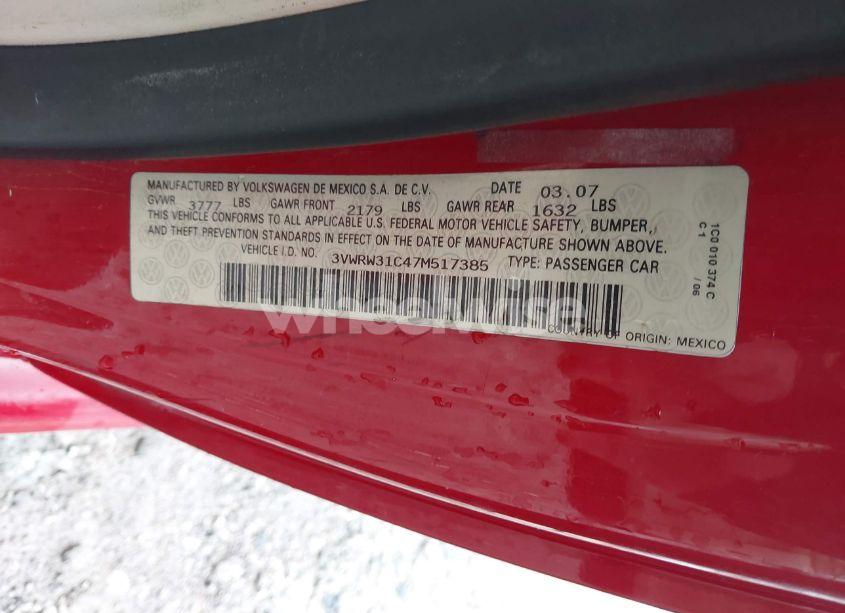 MANUFACTURED BY VOLKSWAGEN DE MEXICO S.A. DE C.V. DATE 03.07
GVWR 3777 LBS GAWR FRONT 2179 LBS GAWR REAR 1632 LBS
THIS VEHICLE CONFORMS TO ALL APPLICABLE U.S. FEDERAL MOTOR VEHICLE SAFETY, BUMPER,
AND THEFT PREVENTION STANDARDS IN EFFECT ON THE DATE OF MANUFACTURE SHOWN ABOVE.
VEHICLE I.D. NO. 3VWRW31C47M517385 TYPE: PASSENGER CAR
COUNTRY OF ORIGIN: MEXICO
1C0 010 374 C
C1 /06
wheelwise